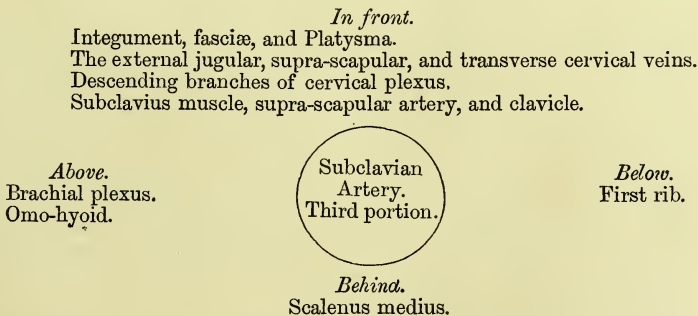 In front.
Integument, fasciæ, and Platysma.
The external jugular, supra-scapular, and transverse cervical veins.
Descending branches of cervical plexus.
Subclavius muscle, supra-scapular artery, and clavicle.
Above.
Brachial plexus.
Omo-hyoid.
Subclavian
Artery.
Third portion.
Below.
First rib.
Behind.
Scalenus medius.